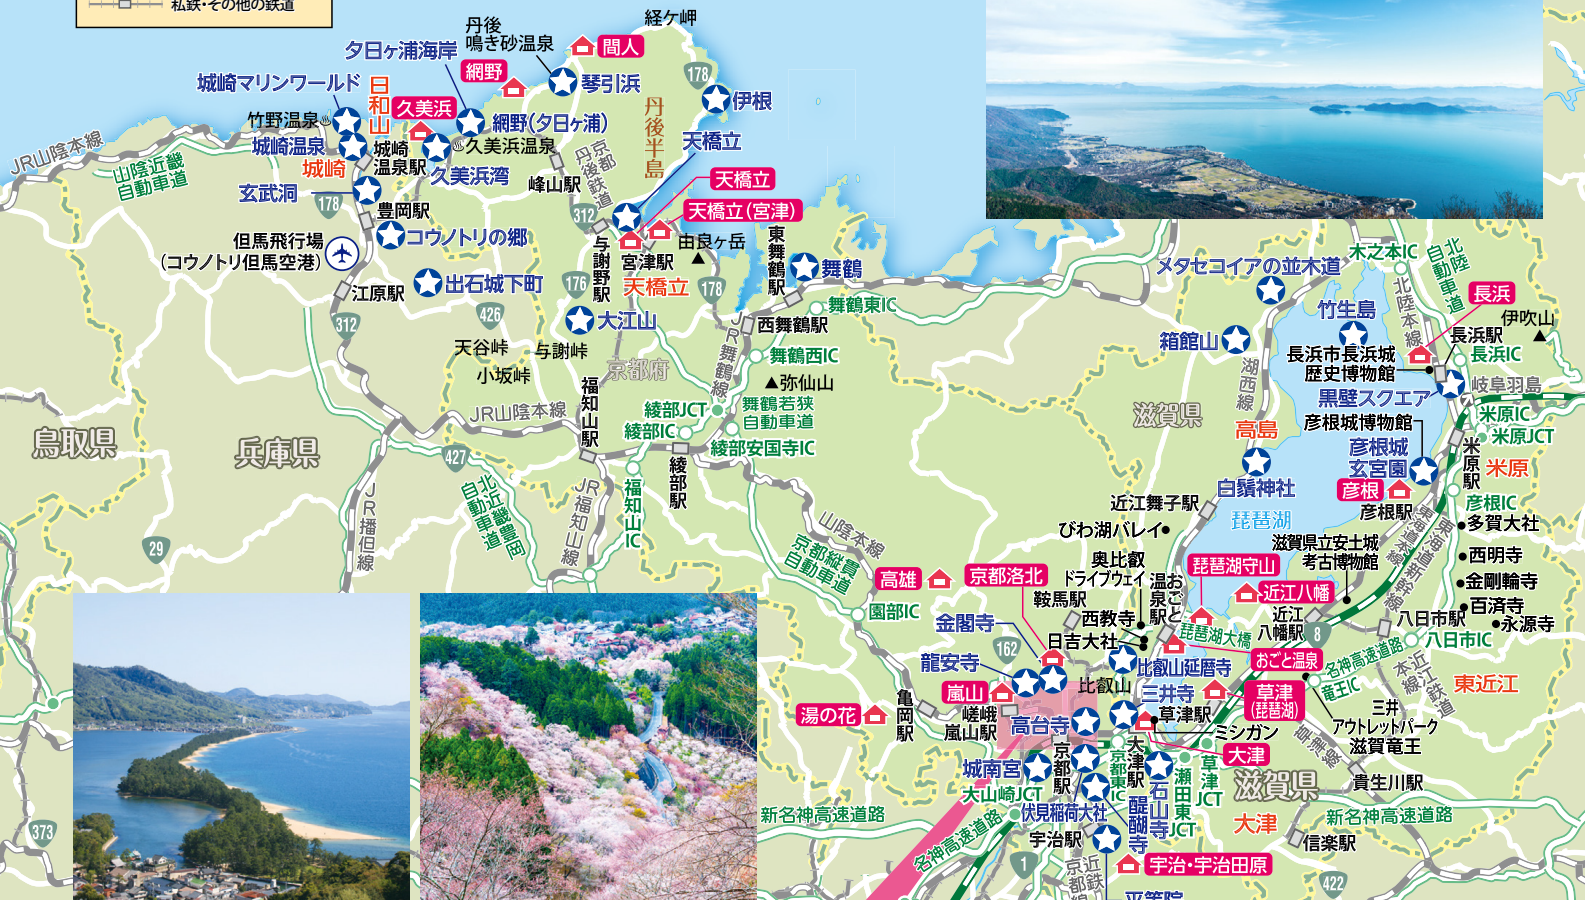 私鉄・その他の鉄道
経ケ岬
丹後
鳴き砂温泉
間人
夕日ヶ浦海岸
網野
琴引浜
178
伊根
城崎マリンワールド
日和山
久美浜
竹野温泉
網野(夕日ヶ浦)
丹後半島
天橋立
JR山陰本線
城崎温泉
城崎
城崎
温泉駅
久美浜温泉
久美浜湾
京都
丹後鉄道
山陰近畿
自動車道
玄武洞
178
豊岡駅
峰山駅
312
天橋立
天橋立(宮津)
コウノトリの郷
但馬飛行場
(コウノトリ但馬空港)
与謝野駅
宮津駅
由良ヶ岳
東舞鶴駅
舞鶴
天橋立
178
176
出石城下町
江原駅
312
426
大江山
天谷峠
与謝峠
小坂峠
京都府
西舞鶴駅
舞鶴東IC
JR舞鶴線
舞鶴西IC
弥仙山
舞鶴若狭
自動車道
JR山陰本線
福知山駅
綾部JCT
綾部IC
綾部安国寺IC
綾部駅
福知山IC
鳥取県
兵庫県
427
北近畿豊岡
自動車道
JR播但線
JR福知山線
29
373
山陰本線
京都縦貫
自動車道
園部IC
高雄
京都洛北
メタセコイアの並木道
木之本IC
北陸
自動車道
北陸本線
長浜
竹生島
伊吹山
箱館山
長浜駅
長浜IC
長浜市長浜城
歴史博物館
湖西線
黒壁スクエア
岐阜羽島
米原IC
米原JCT
滋賀県
高島
彦根城博物館
彦根城
玄宮園
米原駅
米原
白鬚神社
彦根
彦根駅
彦根IC
近江舞子駅
琵琶湖
びわ湖バレイ
東海道本線
東海道新幹線
多賀大社
滋賀県立安土城
考古博物館
西明寺
奥比叡
ドライブウェイ
琵琶湖守山
近江八幡
金剛輪寺
おごと
温泉駅
鞍馬駅
西教寺
日吉大社
近江
八幡駅
8
八日市駅
百済寺
永源寺
八日市IC
琵琶湖大橋
金閣寺
162
龍安寺
比叡山延暦寺
おごと温泉
名神高速道路
竜王IC
近江鉄道
本線
東近江
比叡山
嵐山
三井寺
草津
(琵琶湖)
三井
アウトレットパーク
滋賀竜王
湯の花
亀岡駅
嵯峨
嵐山駅
高台寺
草津駅
ミシガン
大津
草津線
貴生川駅
城南宮
京都駅
京都東IC
大津駅
石山寺
瀬田東JCT
草津JCT
滋賀県
大山崎JCT
伏見稲荷大社
醍醐寺
新名神高速道路
新名神高速道路
名神高速道路
宇治駅
大津
信楽駅
1
近鉄
京都線
宇治・宇治田原
422
平等院